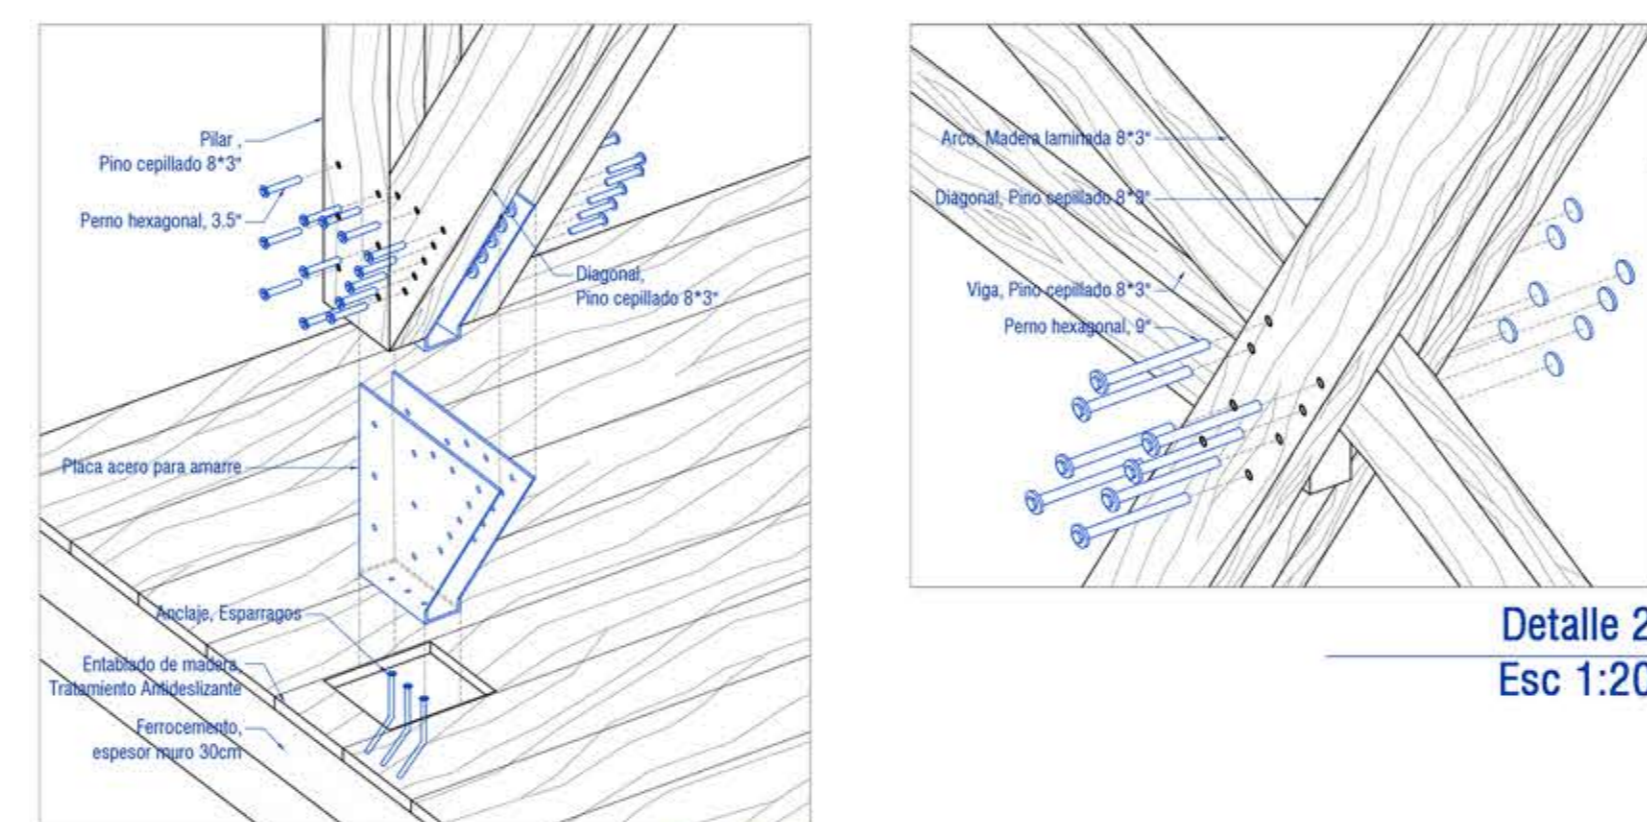 Pilar ,
Pino cepillado 8*3"
Perno hexagonal, 3.5"
Diagonal,
Pino cepillado 8*3"
Placa acero para amarre
Anclaje, Esparragos
Entablado de madera,
Tratamiento Antideslizante
Ferrocemento,
espesor muro 30cm
Arco, Madera laminada 8*3"
Diagonal, Pino cepillado 8*3"
Viga, Pino cepillado 8*3"
Perno hexagonal, 9"
Detalle 2
Esc 1:20